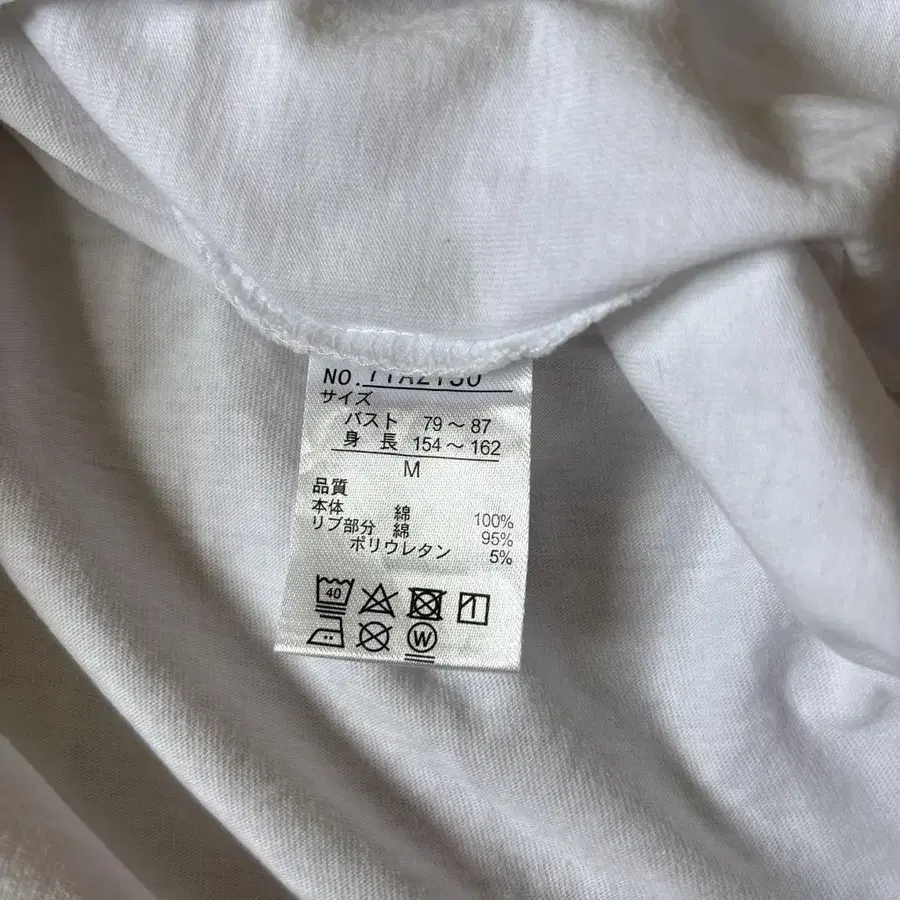 NO.
サイズ
バスト 79～87
身長 154～162
M
品質
本体 綿 100%
リブ部分 綿 95%
ポリウレタン 5%
40
W